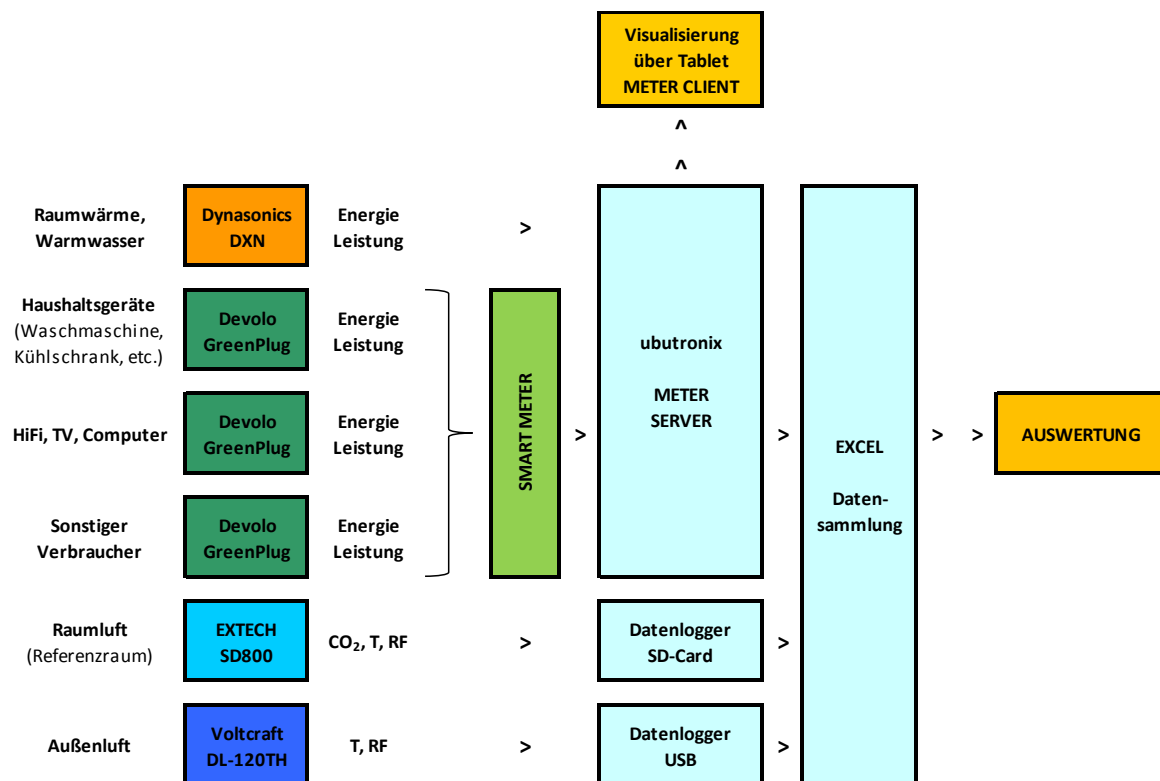 Visualisierung
über Tablet
METER CLIENT
^
^
Raumwärme,
Warmwasser
Dynasonics
DXN
Energie
Leistung
>
Haushaltsgeräte
(Waschmaschine,
Kühlschrank, etc.)
Devolo
GreenPlug
Energie
Leistung
HiFi, TV, Computer
Devolo
GreenPlug
Energie
Leistung
Sonstiger
Verbraucher
Devolo
GreenPlug
Energie
Leistung
SMART METER
>
ubutronix
METER
SERVER
>
EXCEL
Daten-
sammlung
> >
AUSWERTUNG
Raumluft
(Referenzraum)
EXTECH
SD800
CO₂, T, RF
>
Datenlogger
SD-Card
>
Außenluft
Voltcraft
DL-120TH
T, RF
>
Datenlogger
USB
>